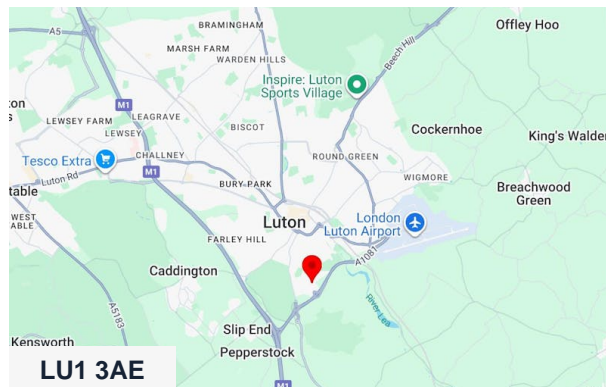 BRAMINGHAM
Offley Hoo
A5
MARSH FARM
WARDEN HILLS
Beech Hill
Inspire: Luton
Sports Village
M1
LEAGRAVE
LEWSEY FARM
LEWSEY
BISCOT
Cockernhoe
King's Walden
Tesco Extra
CHALLNEY
ROUND GREEN
Luton Rd
M1
BURY PARK
WIGMORE
Breachwood
Green
WEST
Luton
London
Luton Airport
FARLEY HILL
A1081
Caddington
River Lea
A5183
Slip End
Kensworth
Pepperstock
M1
LU1 3AE